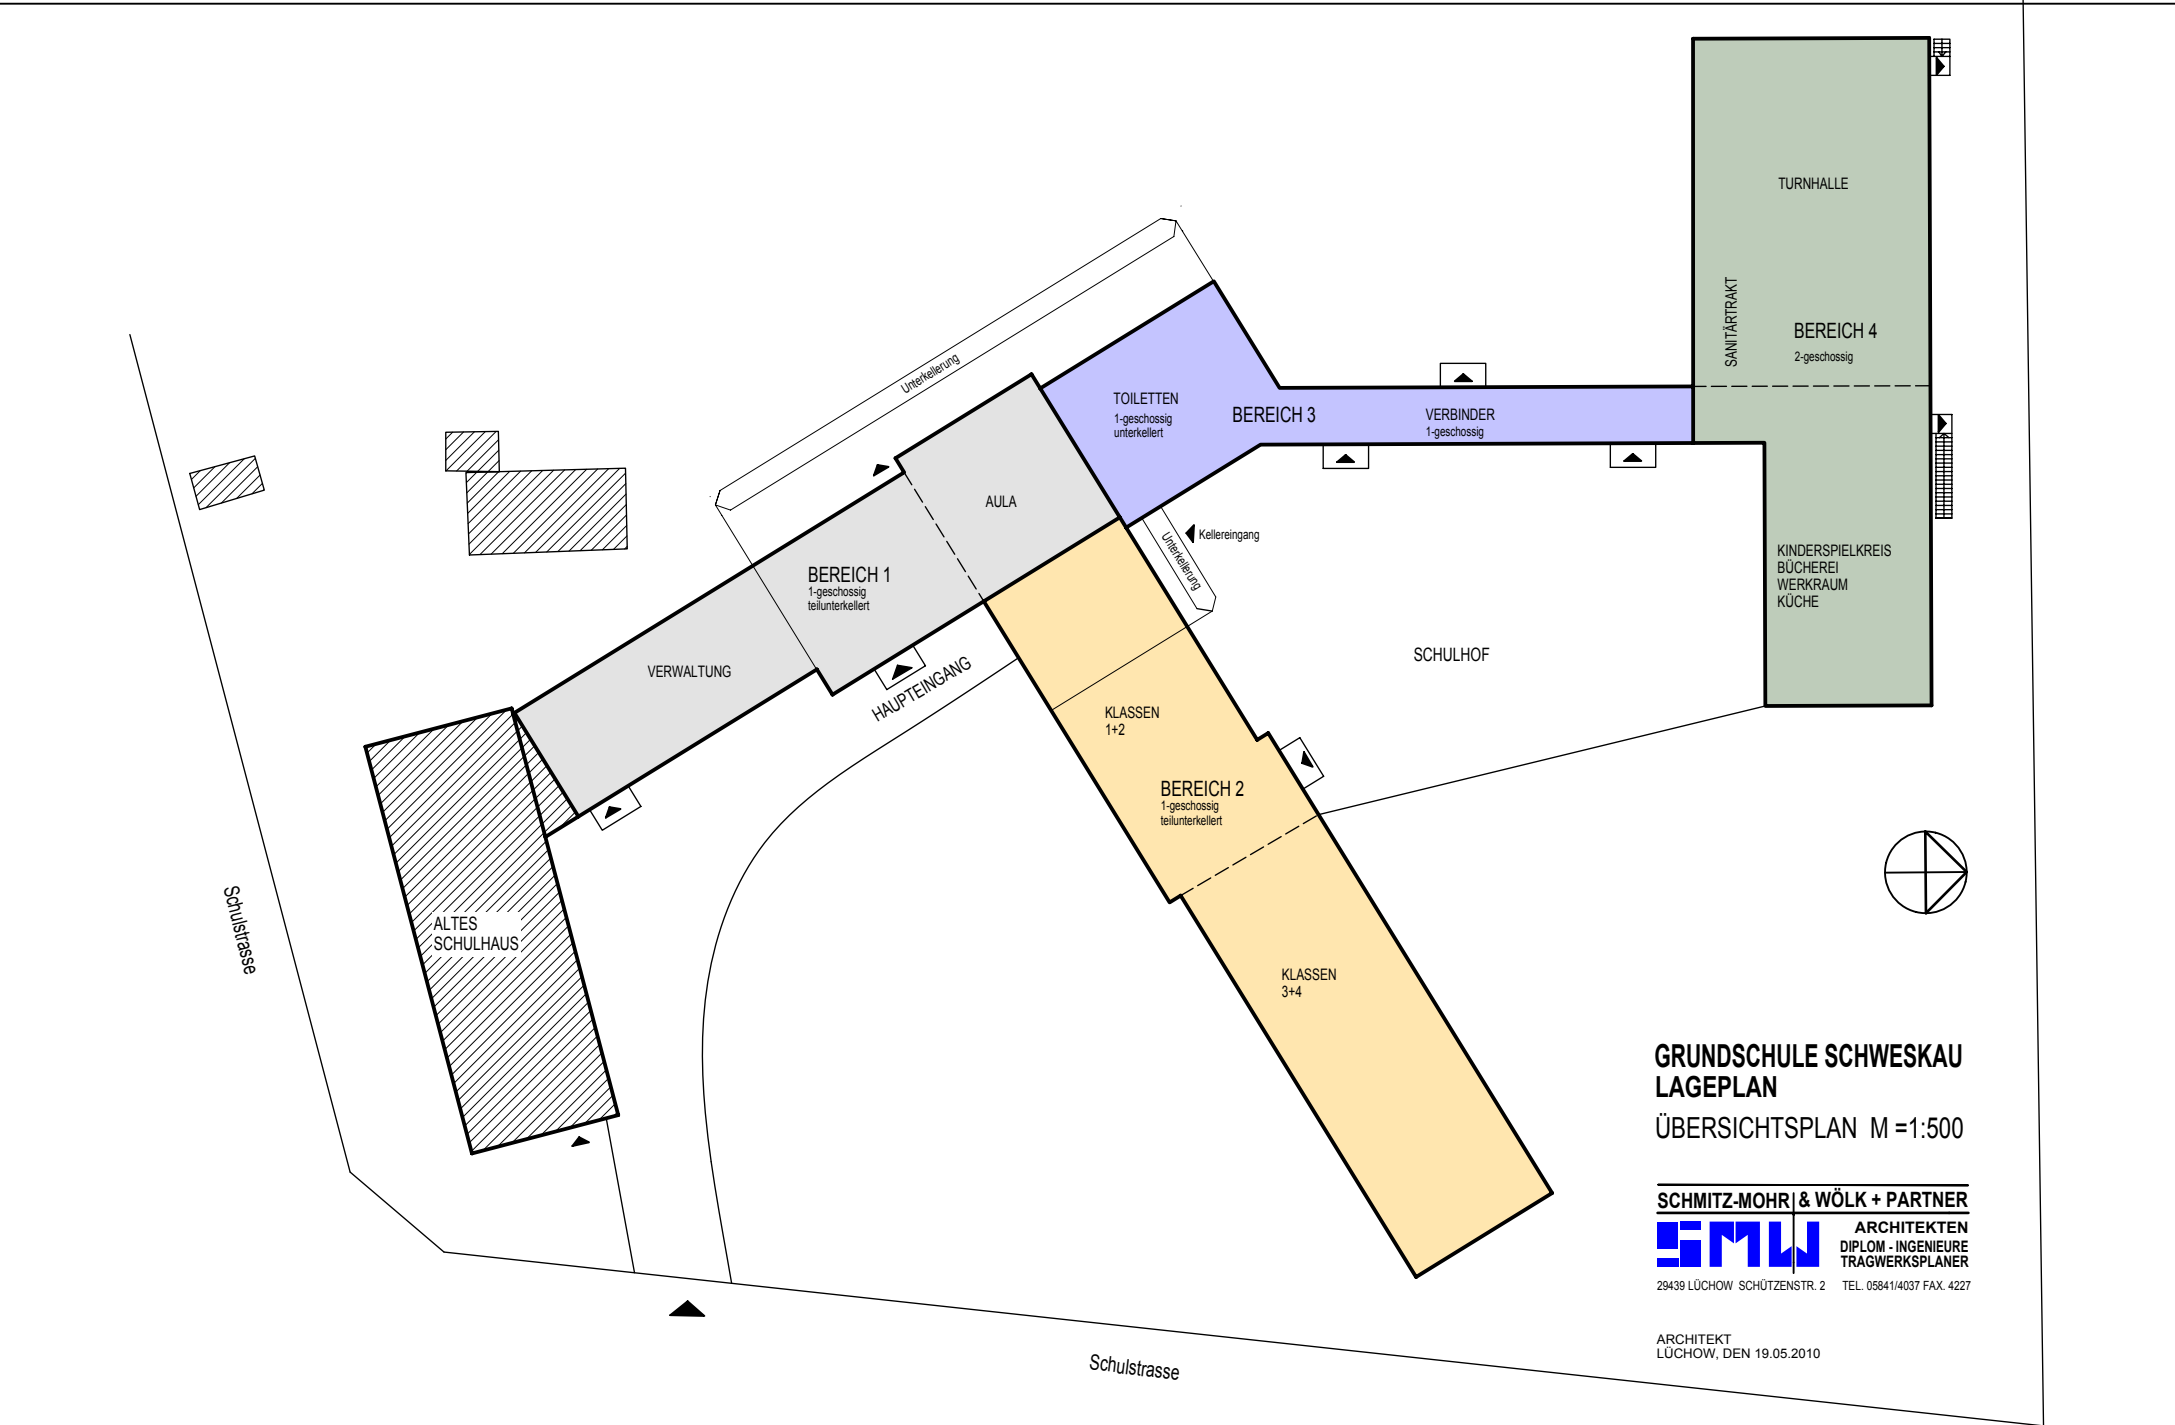 TURNHALLE
SANITÄRTRAKT
BEREICH 4
2-geschossig
Unterkellerung
TOILETTEN
1-geschossig
unterkellert
BEREICH 3
VERBINDER
1-geschossig
AULA
Kellereingang
Unterkellerung
BEREICH 1
1-geschossig
teilunterkellert
KINDERSPIELKREIS
BÜCHEREI
WERKRAUM
KÜCHE
VERWALTUNG
HAUPTEINGANG
SCHULHOF
KLASSEN
1+2
BEREICH 2
1-geschossig
teilunterkellert
ALTES
SCHULHAUS
Schulstrasse
KLASSEN
3+4
GRUNDSCHULE SCHWESKAU
LAGEPLAN
ÜBERSICHTSPLAN M =1:500
SCHMITZ-MOHR & WÖLK + PARTNER
SMW
ARCHITEKTEN
DIPLOM - INGENIEURE
TRAGWERKSPLANER
29439 LÜCHOW SCHÜTZENSTR. 2 TEL. 05841/4037 FAX. 4227
ARCHITEKT
LÜCHOW, DEN 19.05.2010
Schulstrasse